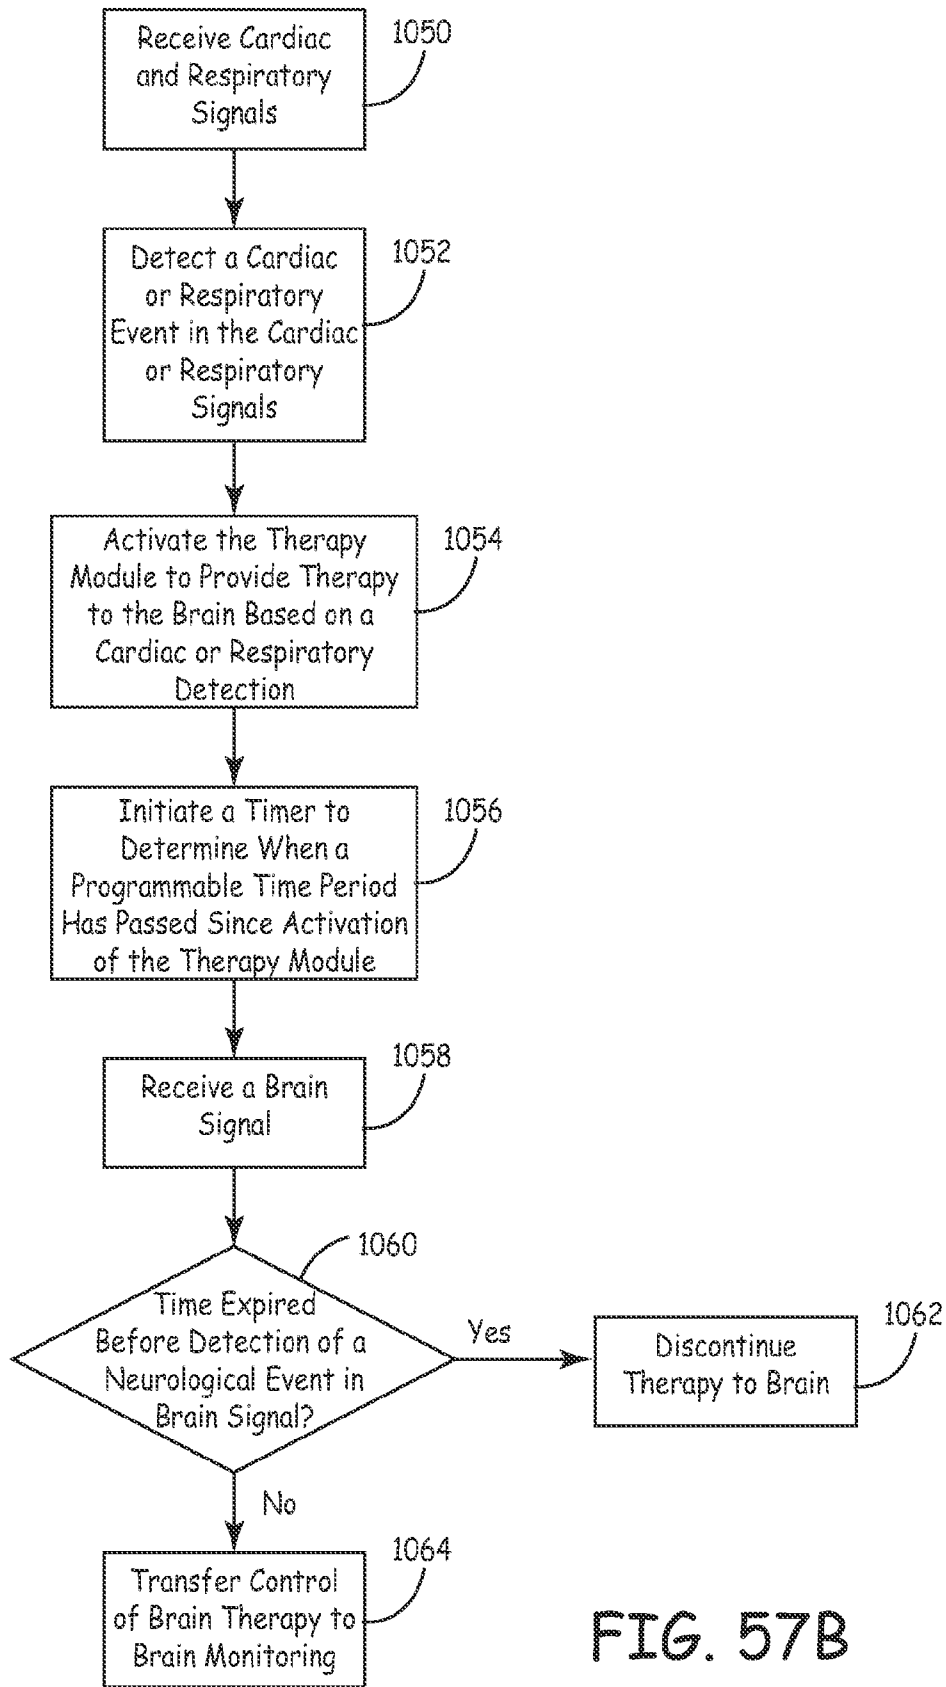 Receive Cardiac
and Respiratory
Signals
1050
Detect a Cardiac
or Respiratory
Event in the Cardiac
or Respiratory
Signals
1052
Activate the Therapy
Module to Provide Therapy
to the Brain Based on a
Cardiac or Respiratory
Detection
1054
Initiate a Timer to
Determine When a
Programmable Time Period
Has Passed Since Activation
of the Therapy Module
1056
Receive a Brain
Signal
1058
1060
Time Expired
Before Detection of a
Neurological Event in
Brain Signal?
Yes
Discontinue
Therapy to Brain
1062
No
Transfer Control
of Brain Therapy to
Brain Monitoring
1064
FIG. 57B